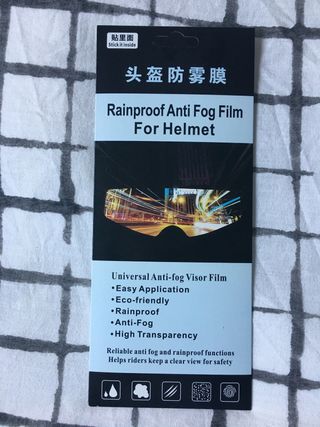 贴里面
Stick it inside
头盔防雾膜
Rainproof Anti Fog Film
For Helmet
Universal Anti-fog Visor Film
•Easy Application
•Eco-friendly
•Rainproof
•Anti-Fog
•High Transparency
Reliable anti fog and rainproof functions
Helps riders keep a clear view for safety